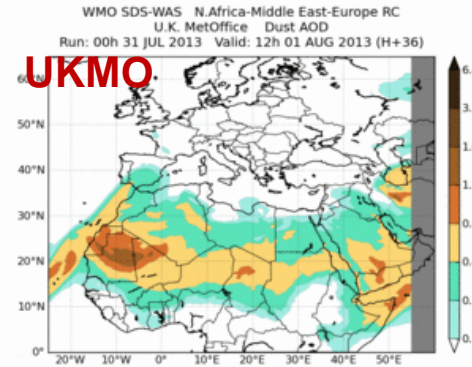 WMO SDS-WAS N.Africa-Middle East-Europe RC
U.K. MetOffice Dust AOD
Run: 00h 31 JUL 2013 Valid: 12h 01 AUG 2013 (H+36)
UKMO
60°N
50°N
40°N
30°N
20°N
10°N
0°
20°W 10°W 0° 10°E 20°E 30°E 40°E 50°E